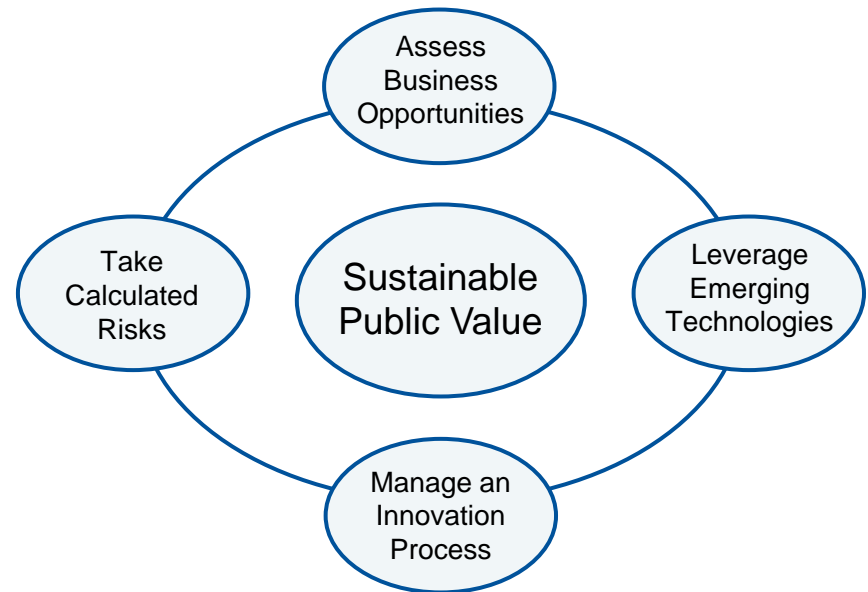 Assess
Business
Opportunities
Take
Calculated
Risks
Sustainable
Public Value
Leverage
Emerging
Technologies
Manage an
Innovation
Process